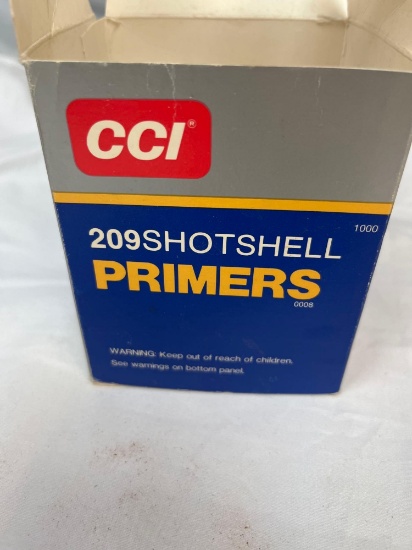 CCI®
1000
209SHOTSHELL
PRIMERS
0008
WARNING: Keep out of reach of children.
See warnings on bottom panel.